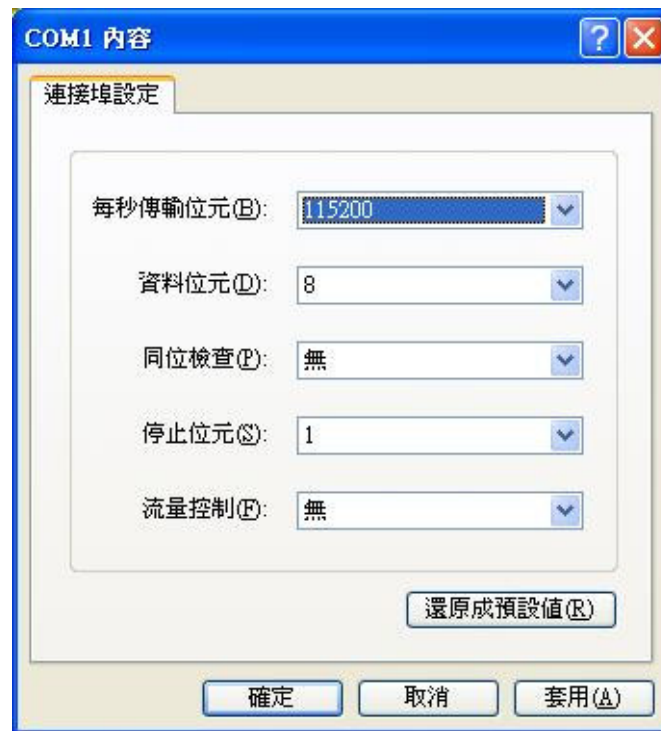 COM1 內容
連接埠設定
每秒傳輸位元(B): 115200
資料位元(D): 8
同位檢查(P): 無
停止位元(S): 1
流量控制(F): 無
還原成預設值(R)
確定 取消 套用(A)